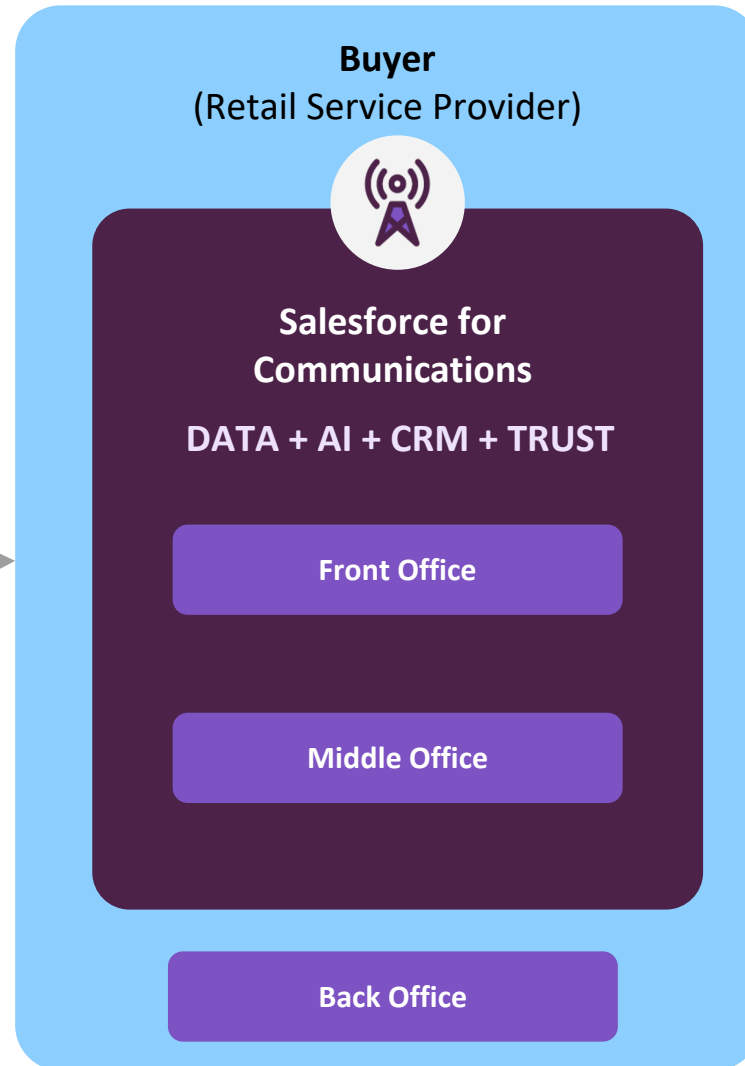 Buyer
(Retail Service Provider)
Salesforce for
Communications
DATA + AI + CRM + TRUST
Front Office
Middle Office
Back Office